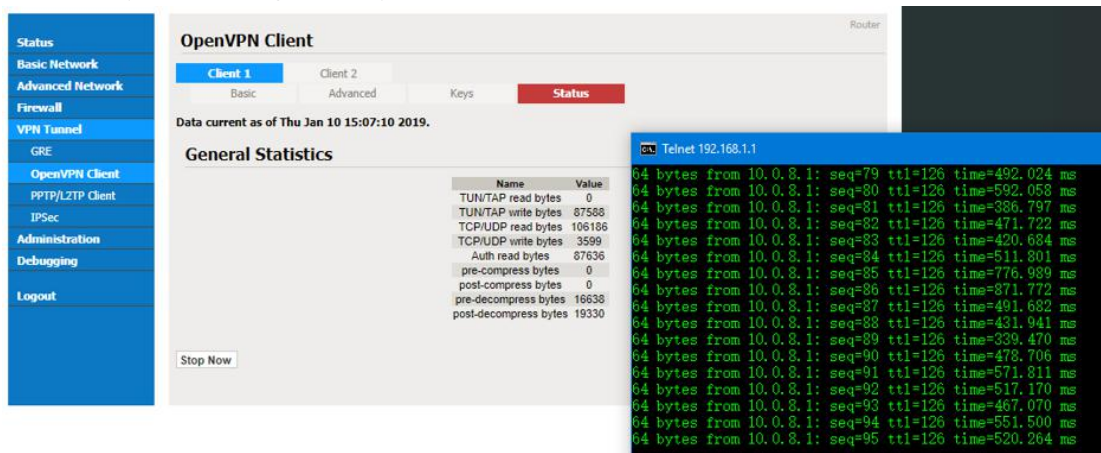 Router
Status
Basic Network
Advanced Network
Firewall
VPN Tunnel
GRE
OpenVPN Client
PPTP/L2TP Client
IPSec
Administration
Debugging
Logout
OpenVPN Client
Client 1 Client 2
Basic Advanced Keys Status
Data current as of Thu Jan 10 15:07:10 2019.
General Statistics
Name Value
TUN/TAP read bytes 0
TUN/TAP write bytes 87588
TCP/UDP read bytes 106186
TCP/UDP write bytes 3599
Auth read bytes 87636
pre-compress bytes 0
post-compress bytes 0
pre-decompress bytes 16638
post-decompress bytes 19330
Stop Now
Telnet 192.168.1.1
64 bytes from 10.0.8.1: seq=79 ttl=126 time=492.024 ms
64 bytes from 10.0.8.1: seq=80 ttl=126 time=592.058 ms
64 bytes from 10.0.8.1: seq=81 ttl=126 time=386.797 ms
64 bytes from 10.0.8.1: seq=82 ttl=126 time=471.722 ms
64 bytes from 10.0.8.1: seq=83 ttl=126 time=420.684 ms
64 bytes from 10.0.8.1: seq=84 ttl=126 time=511.801 ms
64 bytes from 10.0.8.1: seq=85 ttl=126 time=776.989 ms
64 bytes from 10.0.8.1: seq=86 ttl=126 time=871.772 ms
64 bytes from 10.0.8.1: seq=87 ttl=126 time=491.682 ms
64 bytes from 10.0.8.1: seq=88 ttl=126 time=431.941 ms
64 bytes from 10.0.8.1: seq=89 ttl=126 time=339.470 ms
64 bytes from 10.0.8.1: seq=90 ttl=126 time=478.706 ms
64 bytes from 10.0.8.1: seq=91 ttl=126 time=571.811 ms
64 bytes from 10.0.8.1: seq=92 ttl=126 time=517.170 ms
64 bytes from 10.0.8.1: seq=93 ttl=126 time=467.070 ms
64 bytes from 10.0.8.1: seq=94 ttl=126 time=551.500 ms
64 bytes from 10.0.8.1: seq=95 ttl=126 time=520.264 ms